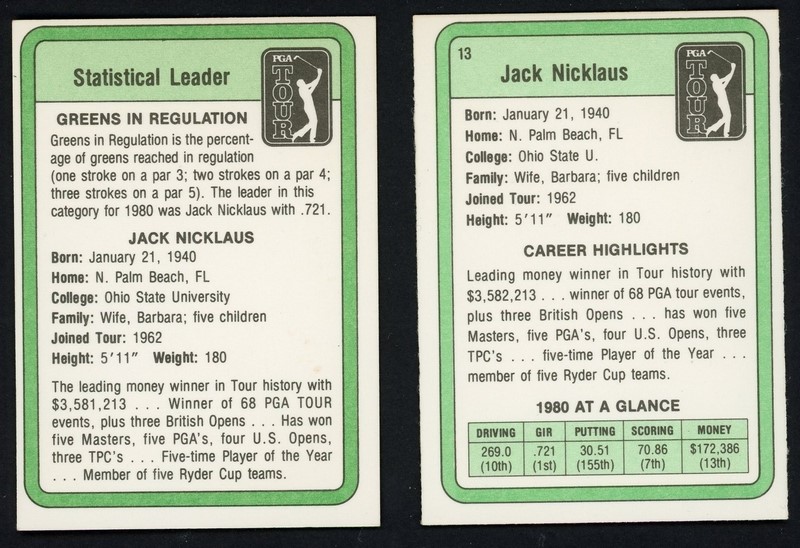 Statistical Leader
PGA
TOUR
GREENS IN REGULATION
Greens in Regulation is the percent-
age of greens reached in regulation
(one stroke on a par 3; two strokes on a par 4;
three strokes on a par 5). The leader in this
category for 1980 was Jack Nicklaus with .721.
JACK NICKLAUS
Born: January 21, 1940
Home: N. Palm Beach, FL
College: Ohio State University
Family: Wife, Barbara; five children
Joined Tour: 1962
Height: 5'11" Weight: 180
The leading money winner in Tour history with
$3,581,213 . . . Winner of 68 PGA TOUR
events, plus three British Opens . . . Has won
five Masters, five PGA's, four U.S. Opens,
three TPC's . . . Five-time Player of the Year
. . . Member of five Ryder Cup teams.
13
Jack Nicklaus
PGA
TOUR
Born: January 21, 1940
Home: N. Palm Beach, FL
College: Ohio State U.
Family: Wife, Barbara; five children
Joined Tour: 1962
Height: 5'11" Weight: 180
CAREER HIGHLIGHTS
Leading money winner in Tour history with
$3,582,213 . . . winner of 68 PGA tour events,
plus three British Opens . . . has won five
Masters, five PGA's, four U.S. Opens, three
TPC's . . . five-time Player of the Year . . .
member of five Ryder Cup teams.
1980 AT A GLANCE
DRIVING GIR PUTTING SCORING MONEY
269.0 .721 30.51 70.86 $172,386
(10th) (1st) (155th) (7th) (13th)